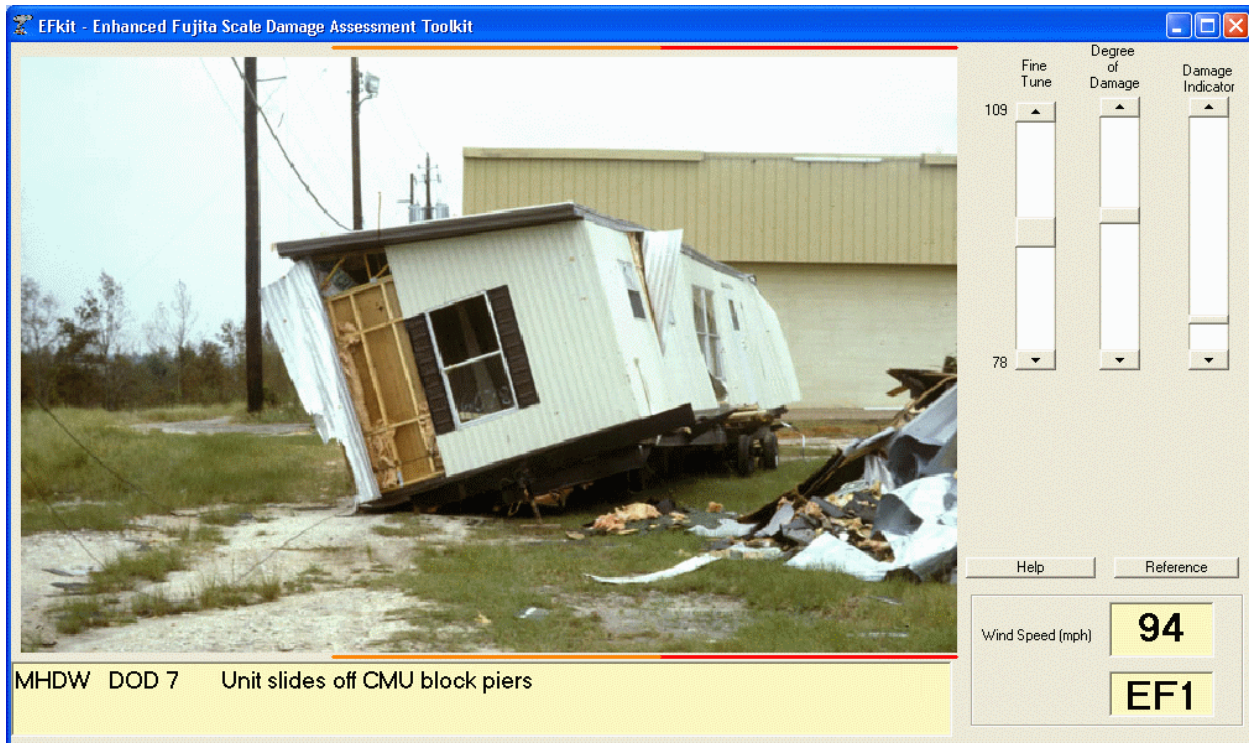 EFkit - Enhanced Fujita Scale Damage Assessment Toolkit
Fine
Tune
Degree
of
Damage
Damage
Indicator
109
78
Help
Reference
Wind Speed (mph)
94
EF1
MHDW DOD 7 Unit slides off CMU block piers